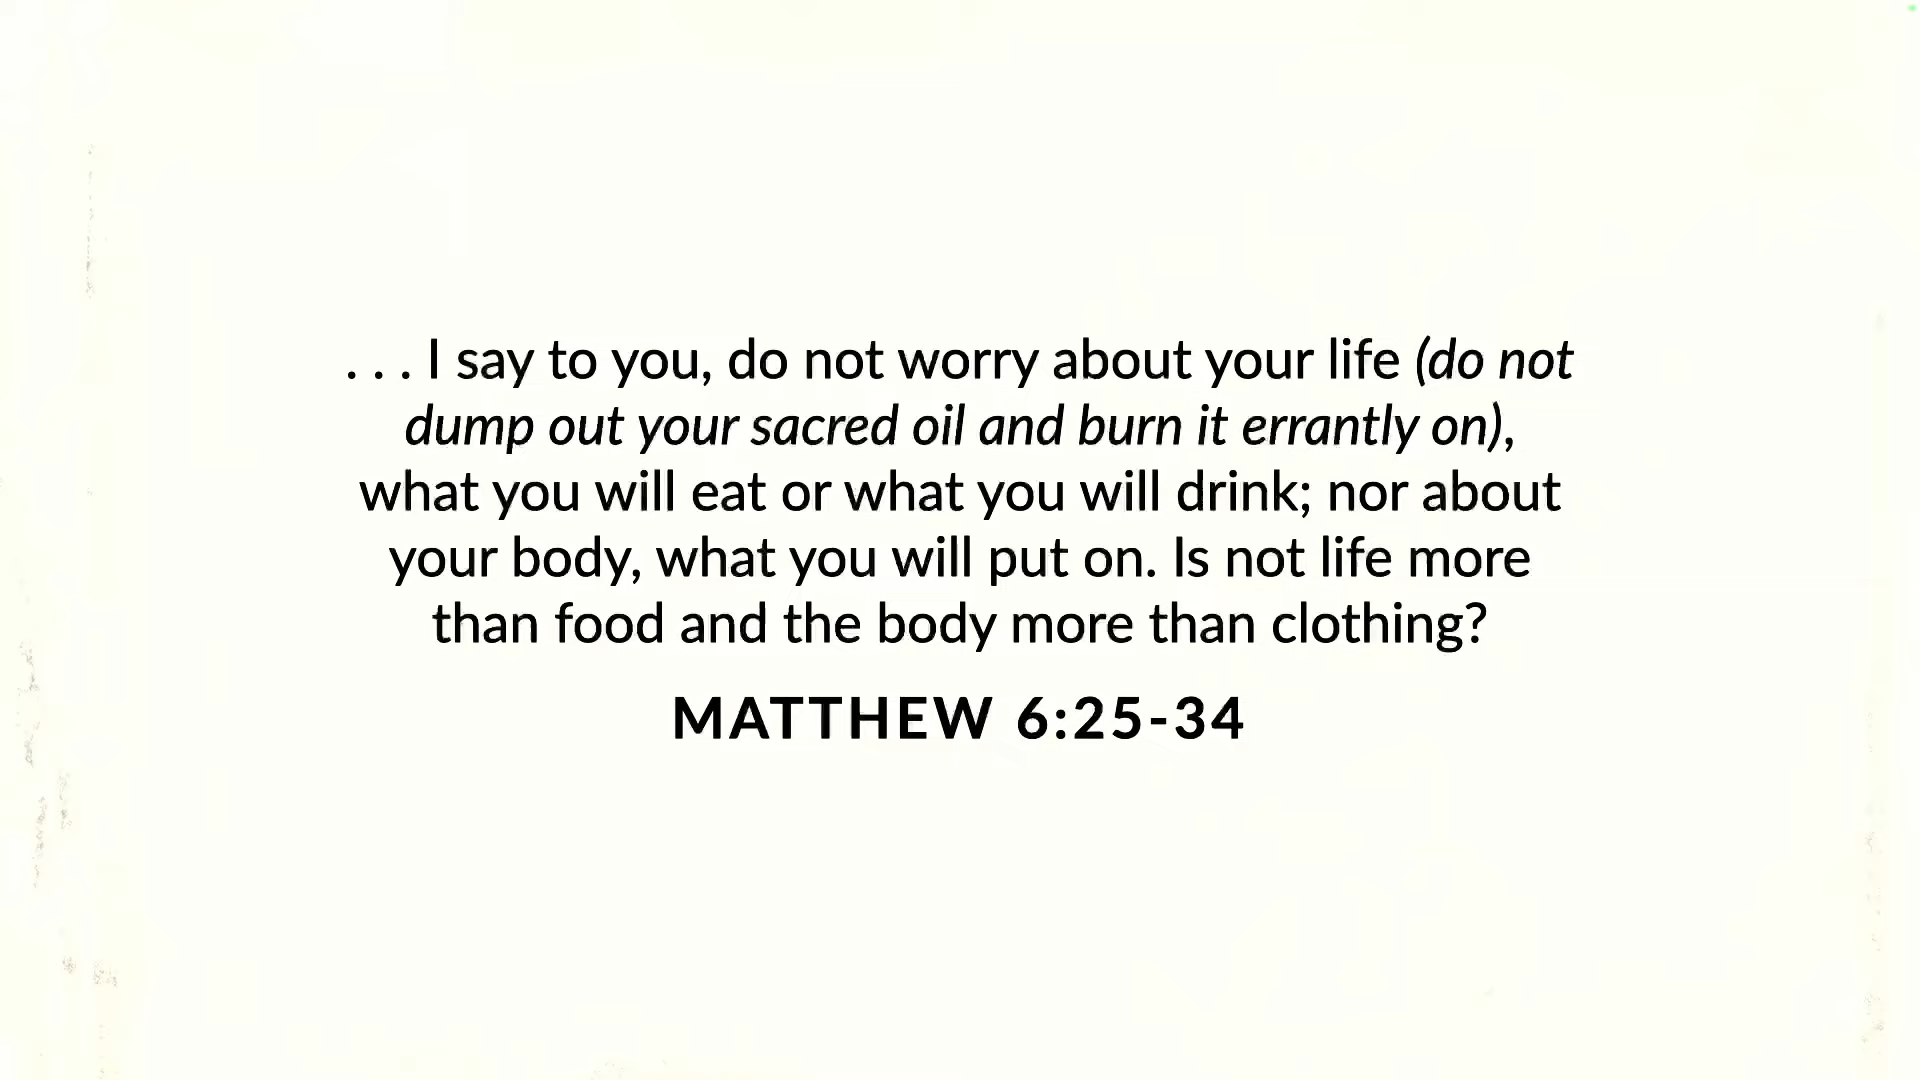 . . . I say to you, do not worry about your life (do not
dump out your sacred oil and burn it errantly on),
what you will eat or what you will drink; nor about
your body, what you will put on. Is not life more
than food and the body more than clothing?
MATTHEW 6:25-34